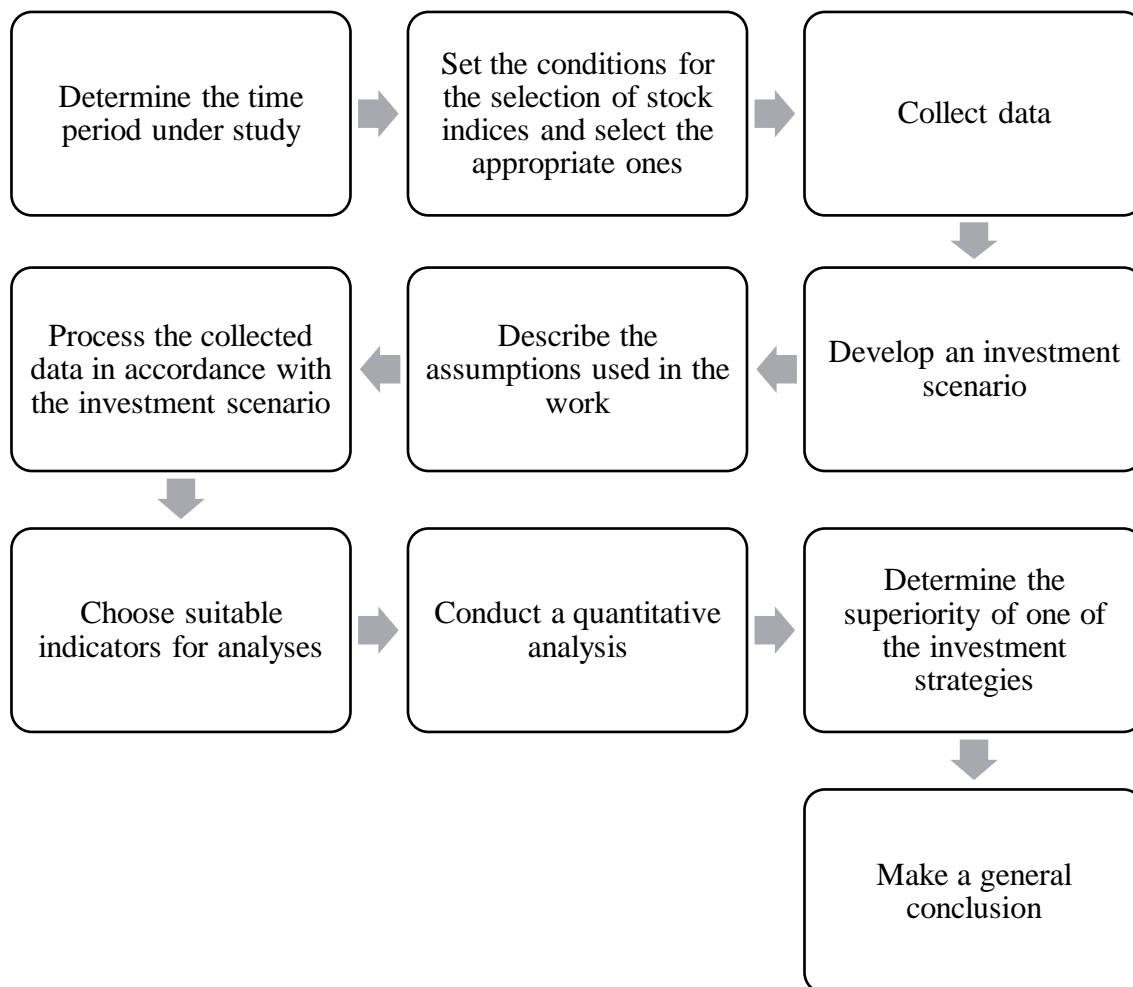 Determine the time
period under study
Set the conditions for
the selection of stock
indices and select the
appropriate ones
Collect data
Develop an investment
scenario
Describe the
assumptions used in the
work
Process the collected
data in accordance with
the investment scenario
Choose suitable
indicators for analyses
Conduct a quantitative
analysis
Determine the
superiority of one of
the investment
strategies
Make a general
conclusion